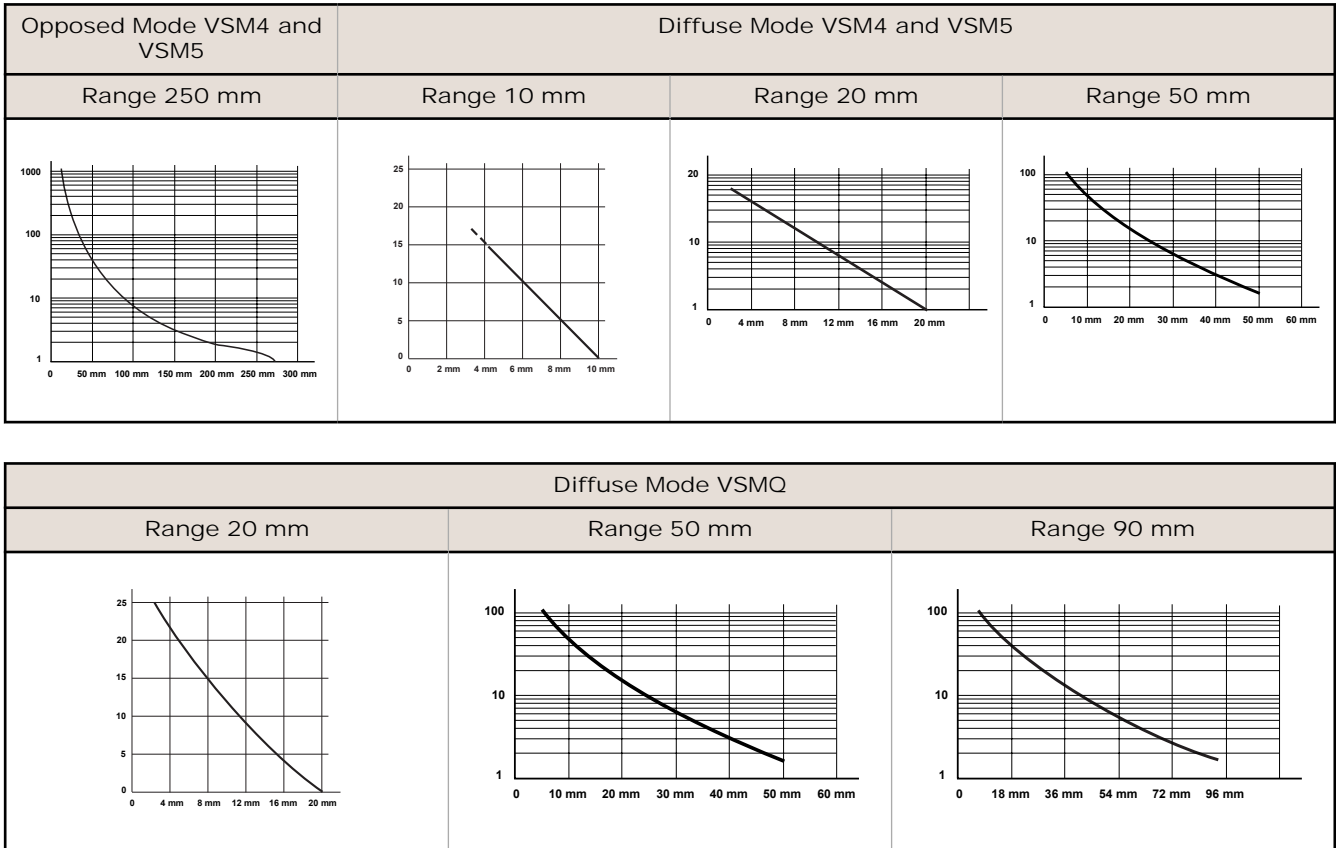 Opposed Mode VSM4 and
VSM5
Diffuse Mode VSM4 and VSM5
Range 250 mm
Range 10 mm
Range 20 mm
Range 50 mm
1000
100
10
1
0 50 mm 100 mm 150 mm 200 mm 250 mm 300 mm
25
20
15
10
5
0
0 2 mm 4 mm 6 mm 8 mm 10 mm
20
10
1
0 4 mm 8 mm 12 mm 16 mm 20 mm
100
10
1
0 10 mm 20 mm 30 mm 40 mm 50 mm 60 mm
Diffuse Mode VSMQ
Range 20 mm
Range 50 mm
Range 90 mm
25
20
15
10
5
0
0 4 mm 8 mm 12 mm 16 mm 20 mm
100
10
1
0 10 mm 20 mm 30 mm 40 mm 50 mm 60 mm
100
10
1
0 18 mm 36 mm 54 mm 72 mm 96 mm